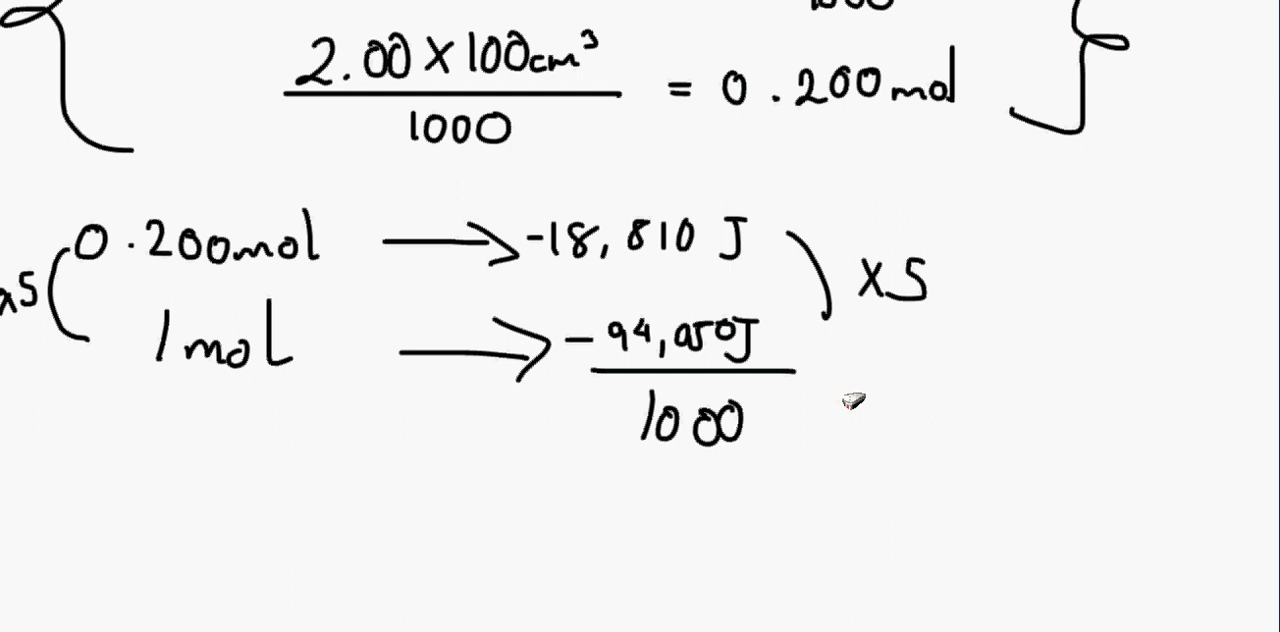 2.00 X 100cm³
= 0.200mol
1000
0.200mol → -18,810 J
x5 X5
1mol → -94,050J
1000